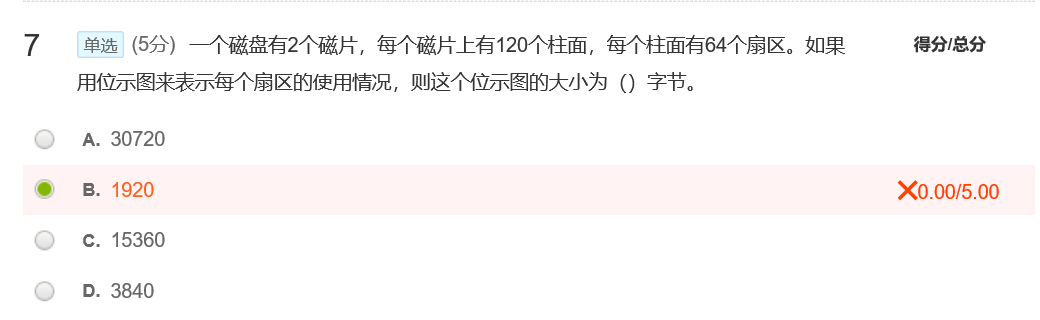 7 单选 (5分) 一个磁盘有2个磁片，每个磁片上有120个柱面，每个柱面有64个扇区。如果 得分/总分
用位示图来表示每个扇区的使用情况，则这个位示图的大小为（）字节。
A. 30720
B. 1920 ×0.00/5.00
C. 15360
D. 3840